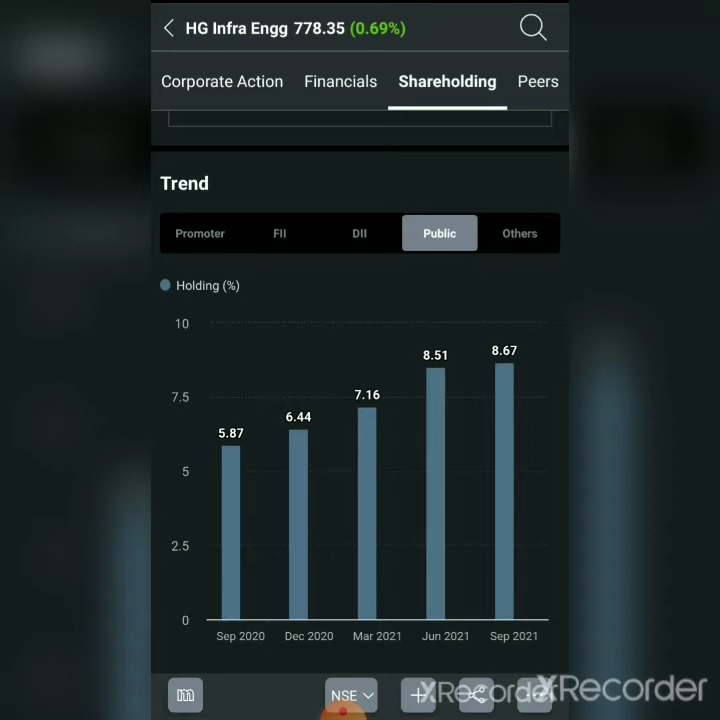 HG Infra Engg 778.35 (0.69%)
Corporate Action Financials Shareholding Peers
Trend
Promoter FII DII Public Others
Holding (%)
10
7.5
5
2.5
0
5.87
6.44
7.16
8.51
8.67
Sep 2020 Dec 2020 Mar 2021 Jun 2021 Sep 2021
NSE
XRecorder
XRecorder